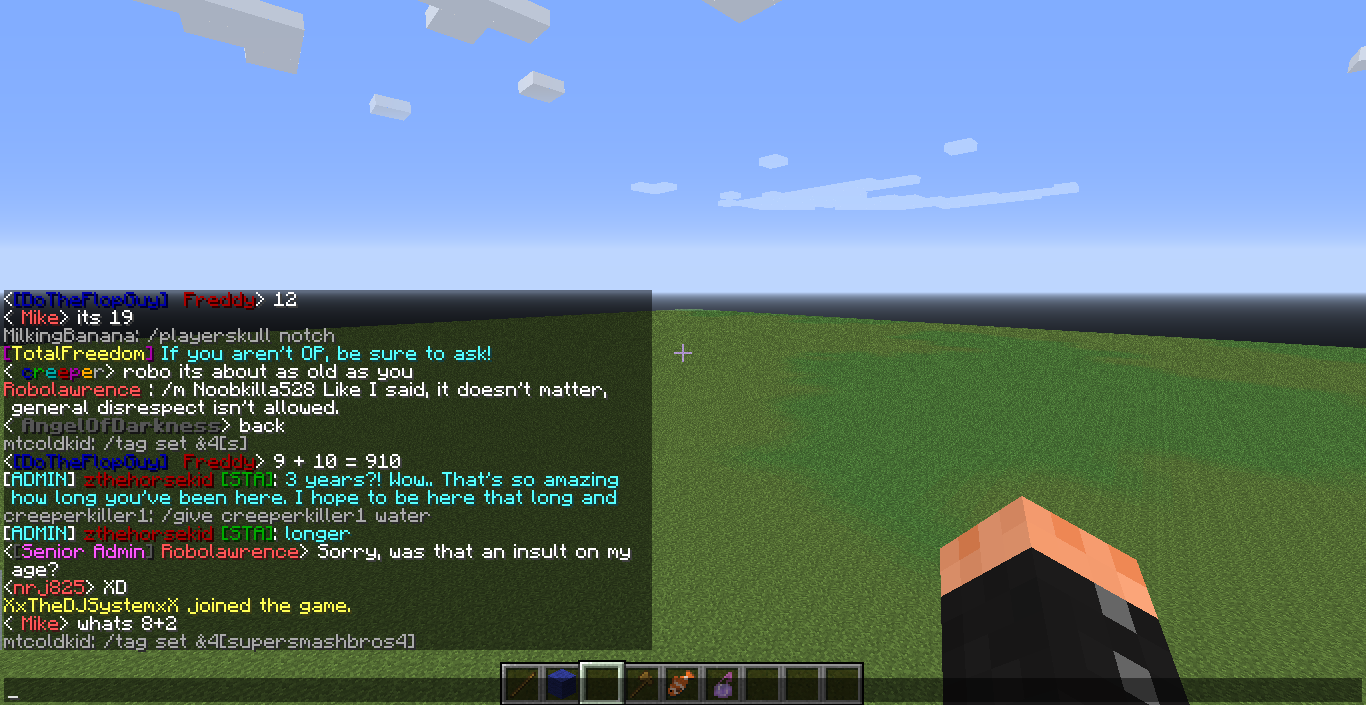 <[DoTheFlopGuy] Freddy> 12
< Mike> its 19
MilkingBanana: /playerskull notch
[TotalFreedom] If you aren't OP, be sure to ask!
< creeper> robo its about as old as you
Robolawrence : /m Noobkilla528 Like I said, it doesn't matter,
general disrespect isn't allowed.
< AngelOfDarkness> back
mtcoldkid: /tag set &4[s]
<[DoTheFlopGuy] Freddy> 9 + 10 = 910
[ADMIN] zthehorsekid [STA]: 3 years?! Wow.. That's so amazing
how long you've been here. I hope to be here that long and
creeperkiller1: /give creeperkiller1 water
[ADMIN] zthehorsekid [STA]: longer
<[Senior Admin] Robolawrence> Sorry, was that an insult on my
age?
<nrj825> XD
XxTheDJSystemxX joined the game.
< Mike> whats 8+2
mtcoldkid: /tag set &4[supersmashbros4]
_